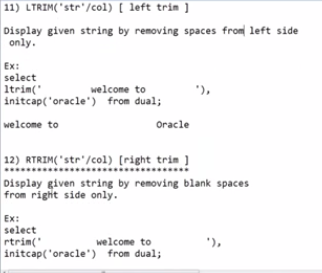 11) LTRIM('str'/col) [ left trim ]
Display given string by removing spaces from left side
only.
Ex:
select
ltrim('         welcome to         '),
initcap('oracle')  from dual;
welcome to                  Oracle
12) RTRIM('str'/col) [right trim ]
**********************************
Display given string by removing blank spaces
from right side only.
Ex:
select
rtrim('          welcome to          '),
initcap('oracle')  from dual;